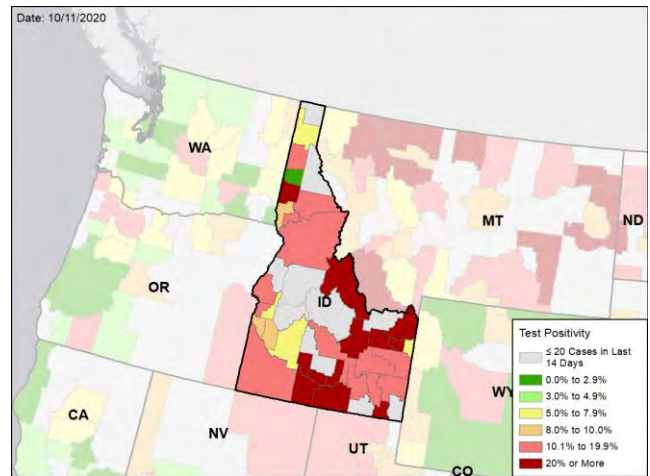 Date: 10/11/2020
WA
MT
ND
OR
ID
WY
CA
NV
UT
CO
Test Positivity
≤ 20 Cases in Last
14 Days
0.0% to 2.9%
3.0% to 4.9%
5.0% to 7.9%
8.0% to 10.0%
10.1% to 19.9%
20% or More